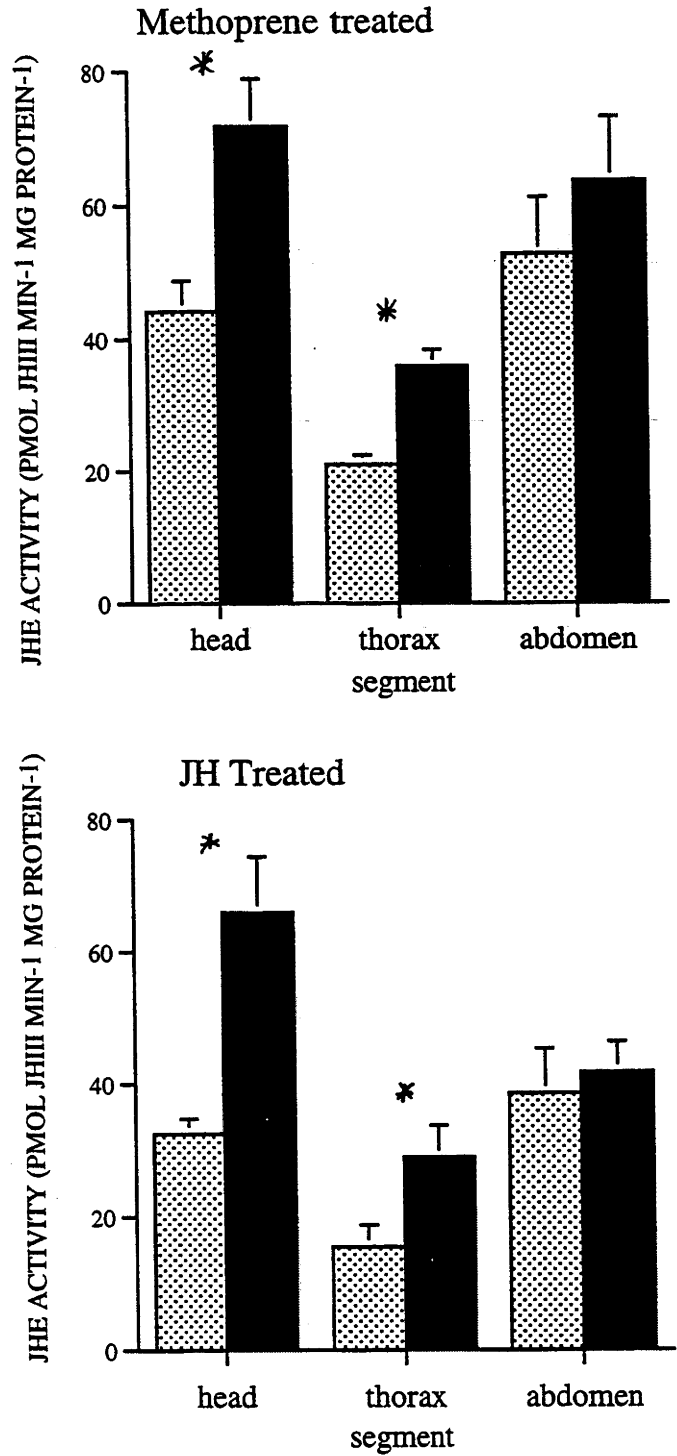 Methoprene treated
JHE ACTIVITY (PMOL JHIII MIN-1 MG PROTEIN-1)
80
60
40
20
0
*
*
head thorax abdomen
segment
JH Treated
JHE ACTIVITY (PMOL JHIII MIN-1 MG PROTEIN-1)
80
60
40
20
0
*
*
head thorax abdomen
segment